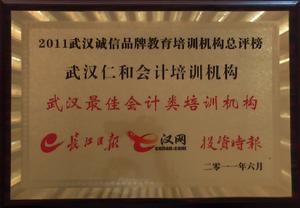 2011武汉诚信品牌教育培训机构总评榜
武汉仁和会计培训机构
武汉最佳会计类培训机构
长江日报 汉网 投资时报
CNHAN.COM
二〇一一年六月